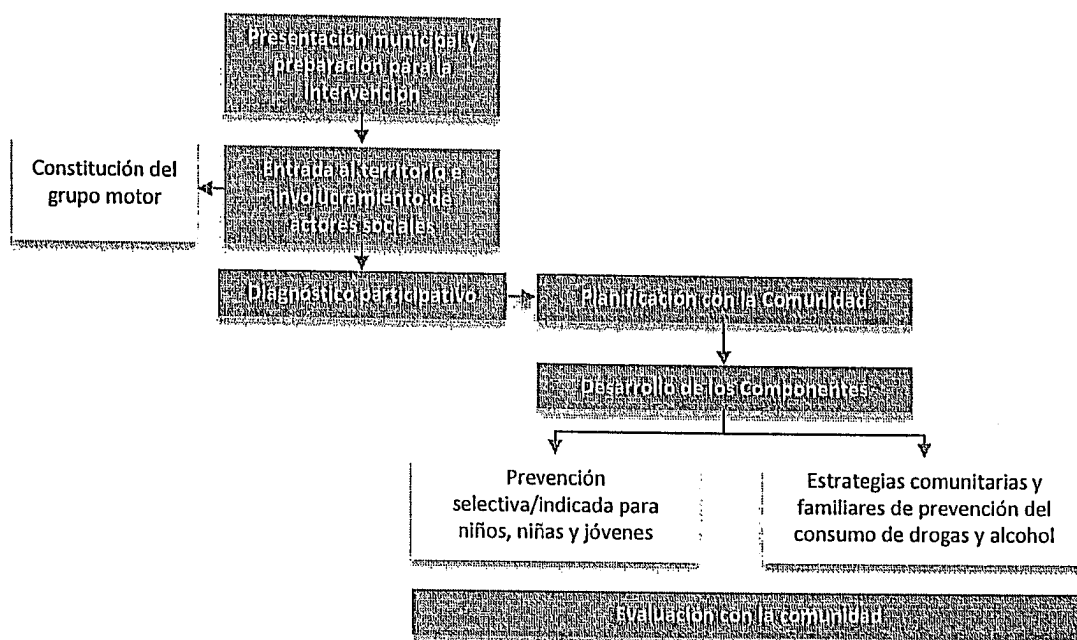 Presentación municipal y
preparación para la
intervención
Constitución del
grupo motor
Entrada al territorio e
involucramiento de
actores sociales
Diagnóstico participativo
Planificación con la Comunidad
Desarrollo de los Componentes
Prevención
selectiva/indicada para
niños, niñas y jóvenes
Estrategias comunitarias y
familiares de prevención del
consumo de drogas y alcohol
Evaluación con la comunidad